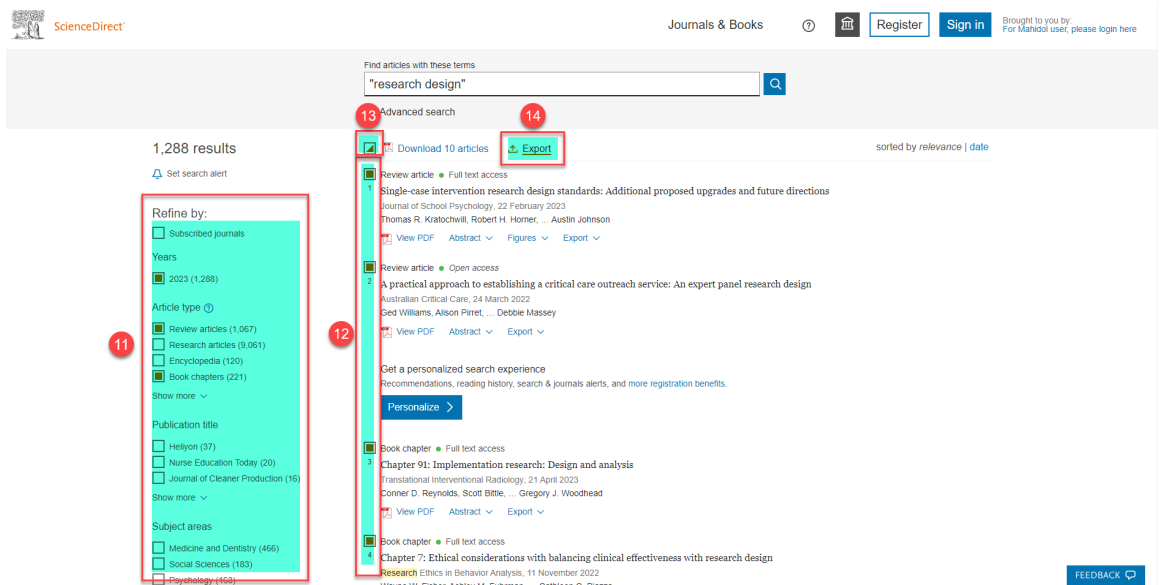 ScienceDirect
Journals & Books
Register
Sign in
Brought to you by:
For Mahidol user, please login here
Find articles with these terms
"research design"
Advanced search
13
14
1,288 results
Download 10 articles
Export
sorted by relevance | date
Set search alert
11
Refine by:
Subscribed journals
Years
2023 (1,288)
Article type
Review articles (1,067)
Research articles (9,061)
Encyclopedia (120)
Book chapters (221)
Show more
Publication title
Heliyon (37)
Nurse Education Today (20)
Journal of Cleaner Production (16)
Show more
Subject areas
Medicine and Dentistry (466)
Social Sciences (183)
Psychology (168)
12
Review article Full text access
1
Single-case intervention research design standards: Additional proposed upgrades and future directions
Journal of School Psychology, 22 February 2023
Thomas R. Kratochwill, Robert H. Horner, ... Austin Johnson
View PDF Abstract Figures Export
Review article Open access
2
A practical approach to establishing a critical care outreach service: An expert panel research design
Australian Critical Care, 24 March 2022
Ged Williams, Alison Pirret, ... Debbie Massey
View PDF Abstract Export
Get a personalized search experience
Recommendations, reading history, search & journals alerts, and more registration benefits.
Personalize
Book chapter Full text access
3
Chapter 91: Implementation research: Design and analysis
Translational Interventional Radiology, 21 April 2023
Conner D. Reynolds, Scott Bittle, ... Gregory J. Woodhead
View PDF Abstract Export
Book chapter Full text access
4
Chapter 7: Ethical considerations with balancing clinical effectiveness with research design
Research Ethics in Behavior Analysis, 11 November 2022
FEEDBACK